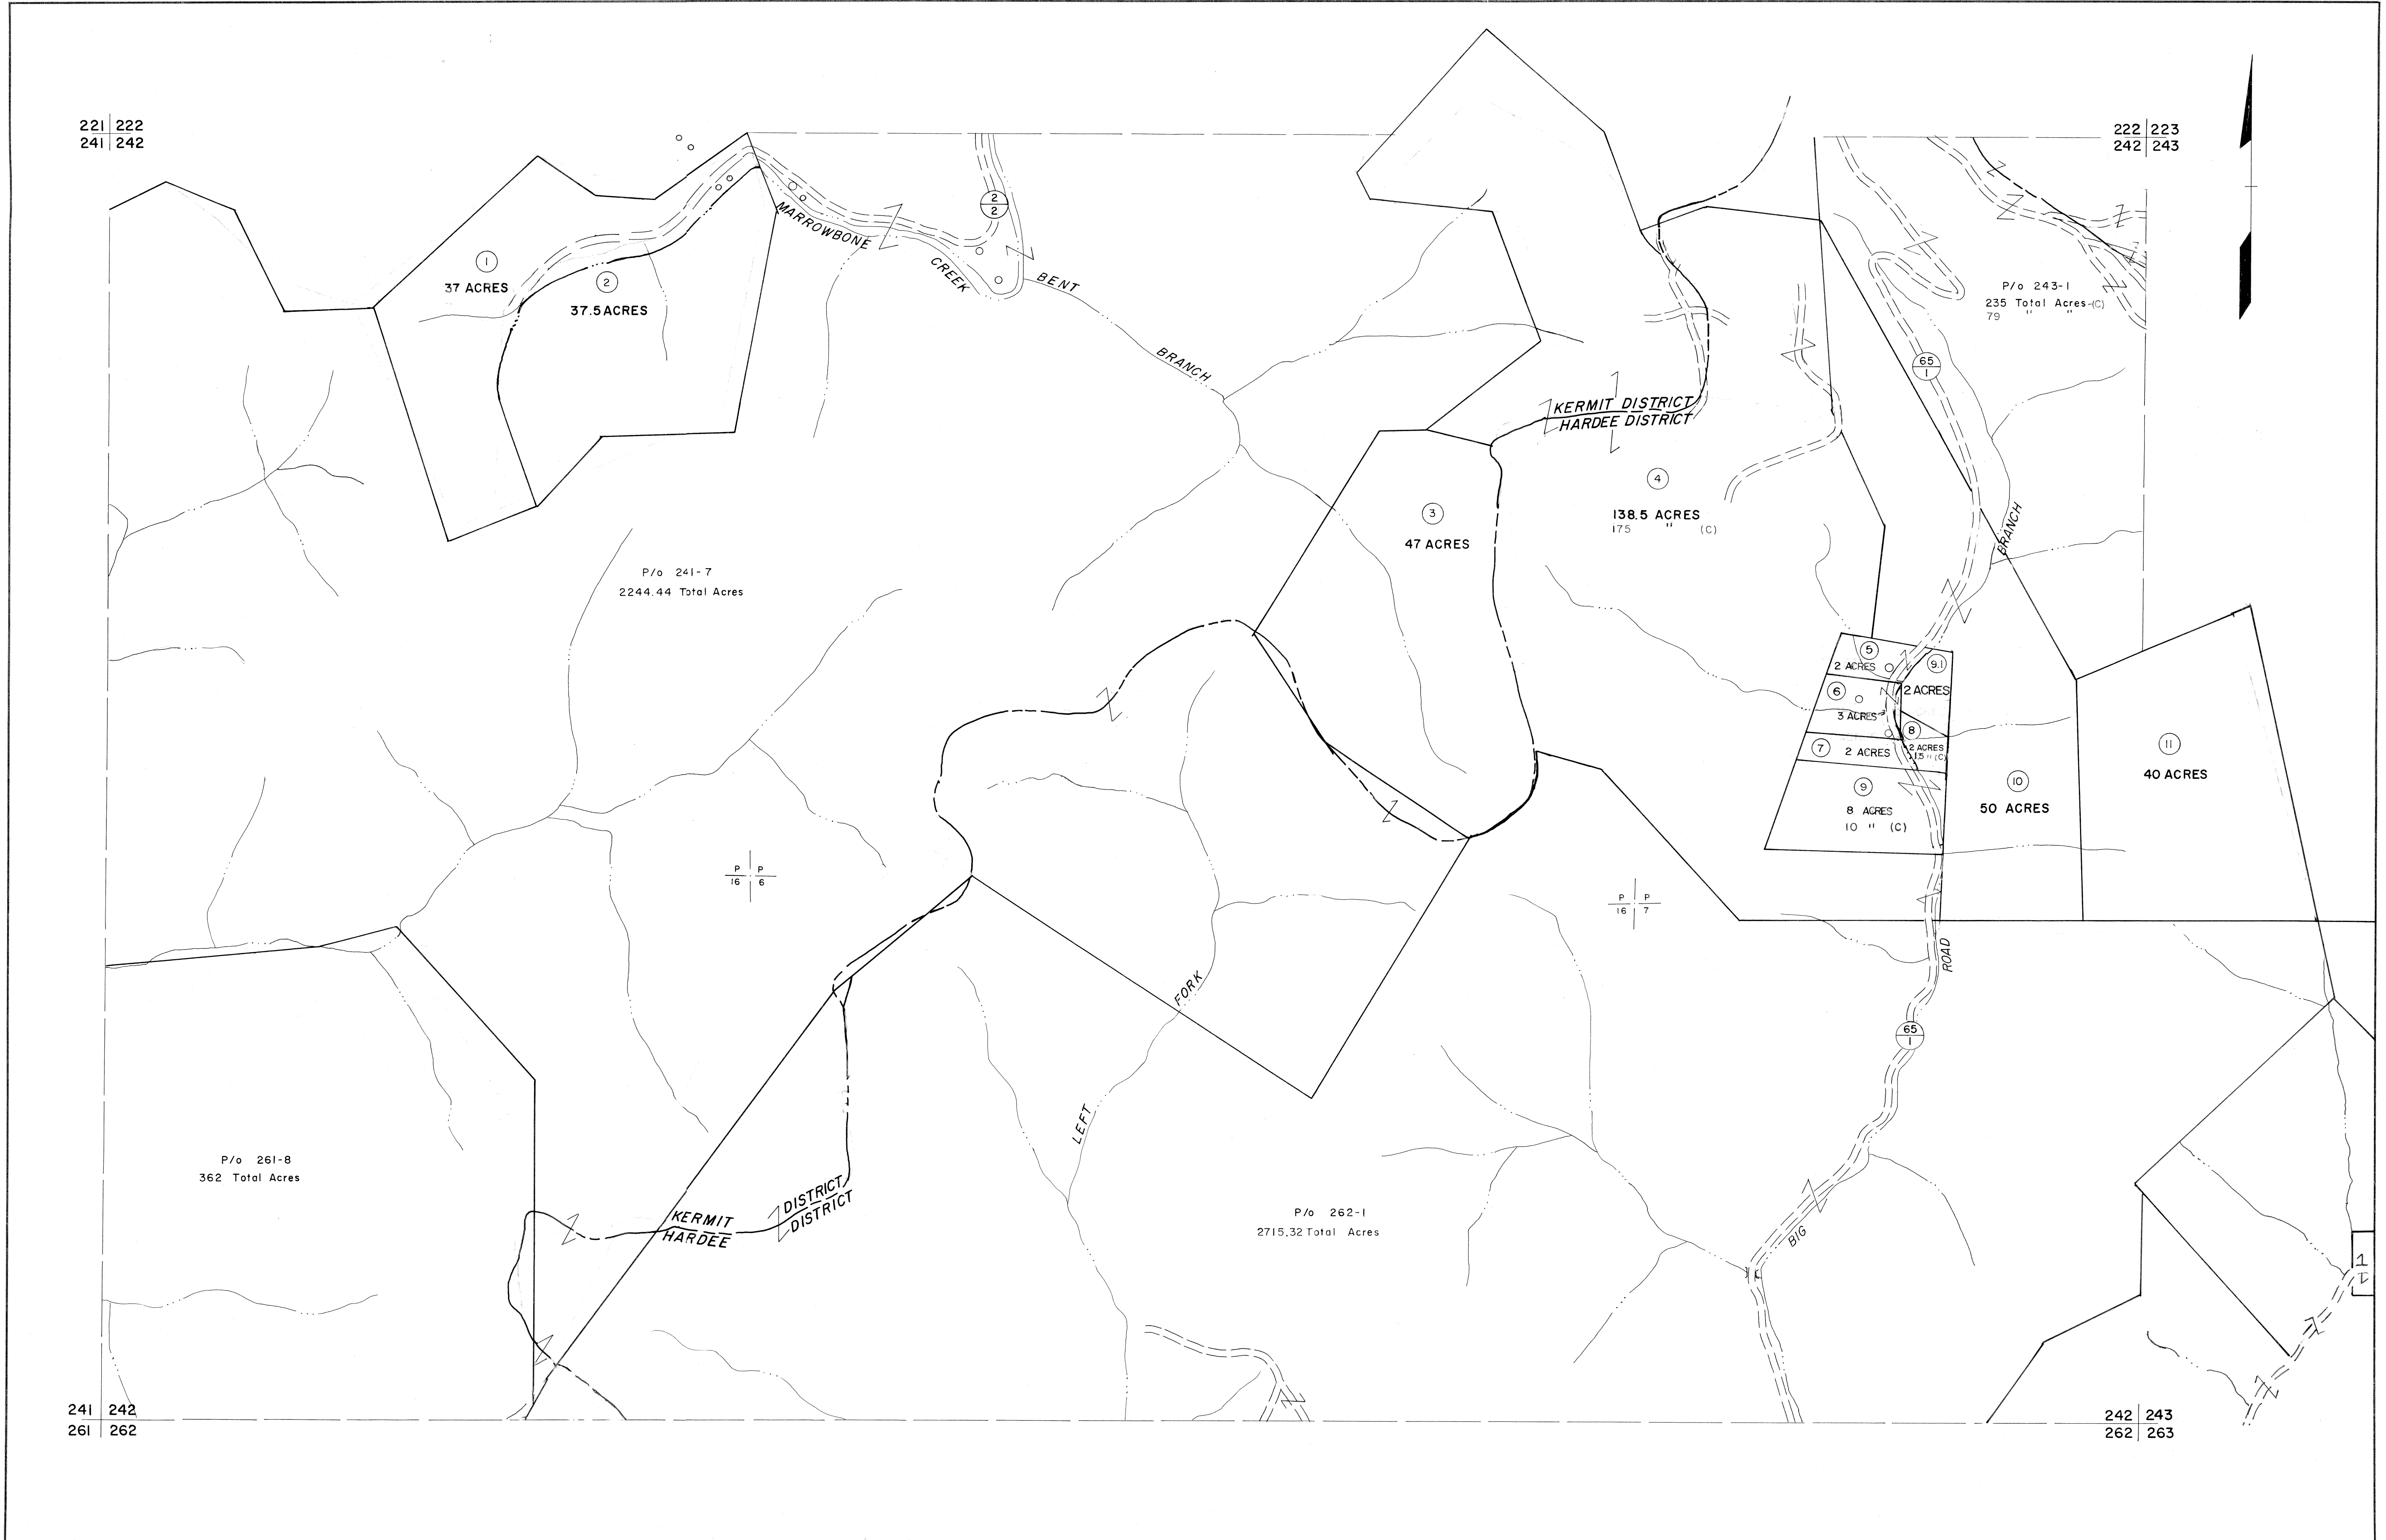 221 222
241 242
222 223
242 243
2
2
MARROWBONE
CREEK
BENT
BRANCH
1
37 ACRES
2
37.5 ACRES
P/o 243-1
235 Total Acres-(C)
79 " "
65
1
KERMIT DISTRICT
HARDEE DISTRICT
4
138.5 ACRES
175 " (C)
3
47 ACRES
BRANCH
P/o 241-7
2244.44 Total Acres
5
2 ACRES
9.1
2 ACRES
6
3 ACRES
8
2 ACRES
7
2 ACRES
9
8 ACRES
10 " (C)
10
50 ACRES
11
40 ACRES
P P
16 6
P P
16 7
ROAD
FORK
65
1
LEFT
P/o 261-8
362 Total Acres
KERMIT DISTRICT
HARDEE DISTRICT
P/o 262-1
2715.32 Total Acres
BIG
1
241 242
261 262
242 243
262 263